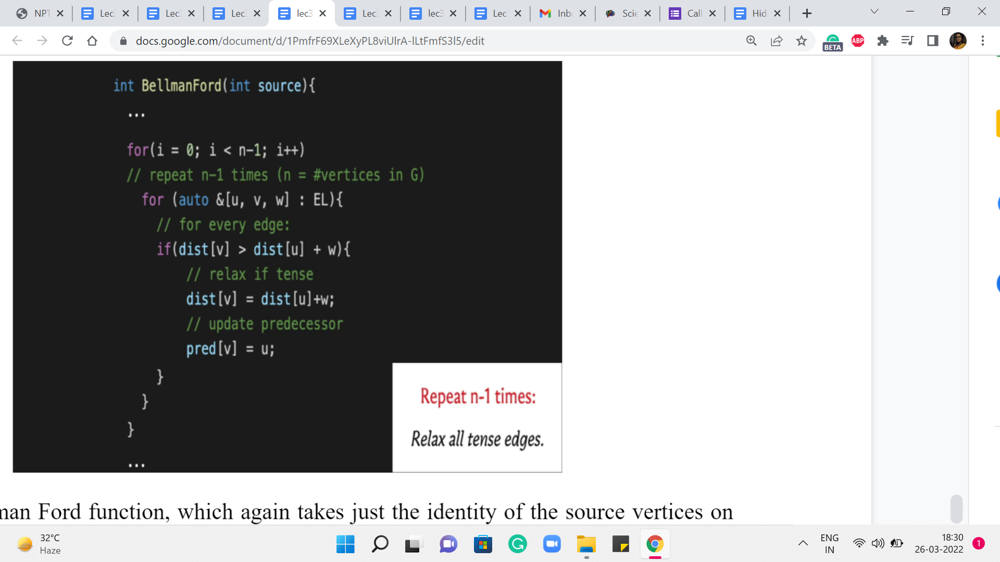 NPT
Lec
Lec
Lec
lec3
Lec
lec3
Lec
Inb
Scie
Call
Hid
docs.google.com/document/d/1PmfrF69XLeXyPL8viUlrA-lLtFmfS3l5/edit
BETA
ABP
int BellmanFord(int source){
...
for(i = 0; i < n-1; i++)
// repeat n-1 times (n = #vertices in G)
for (auto &[u, v, w] : EL){
// for every edge:
if(dist[v] > dist[u] + w){
// relax if tense
dist[v] = dist[u]+w;
// update predecessor
pred[v] = u;
}
}
}
...
Repeat n-1 times:
Relax all tense edges.
man Ford function, which again takes just the identity of the source vertices on
32°C
Haze
ENG
IN
18:30
26-03-2022
1